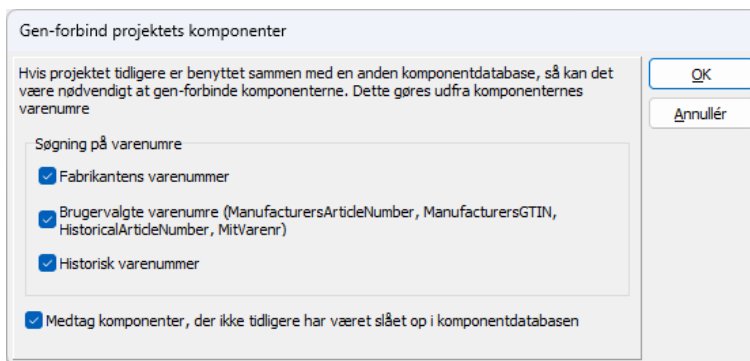 Gen-forbind projektets komponenter
Hvis projektet tidligere er benyttet sammen med en anden komponentdatabase, så kan det
være nødvendigt at gen-forbinde komponenterne. Dette gøres udfra komponenternes
varenumre
OK
Annullér
Søgning på varenumre
Fabrikantens varenummer
Brugervalgte varenumre (ManufacturersArticleNumber, ManufacturersGTIN,
HistoricalArticleNumber, MitVarenr)
Historisk varenummer
Medtag komponenter, der ikke tidligere har været slået op i komponentdatabasen